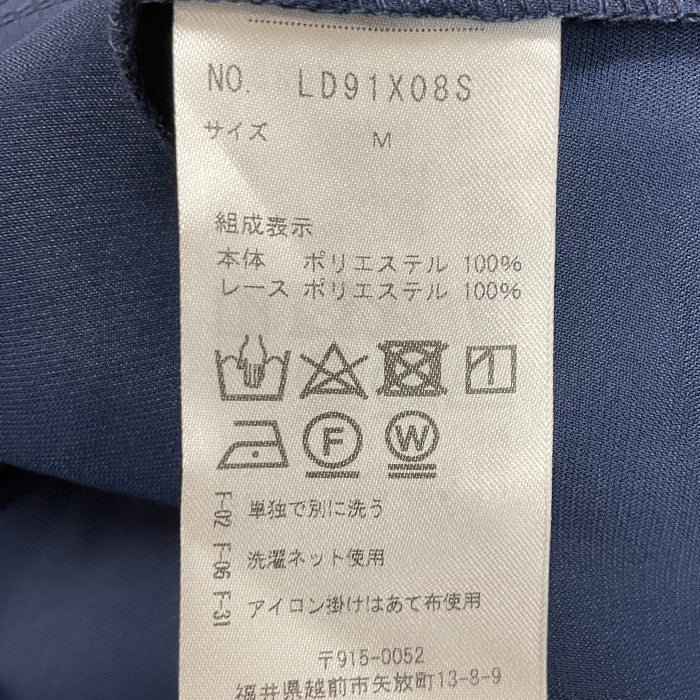 NO. LD91X08S
サイズ M
組成表示
本体 ポリエステル 100%
レース ポリエステル 100%
F
W
F-02 単独で別に洗う
F-06 洗濯ネット使用
F-31 アイロン掛けはあて布使用
〒915-0052
福井県越前市矢放町13-8-9